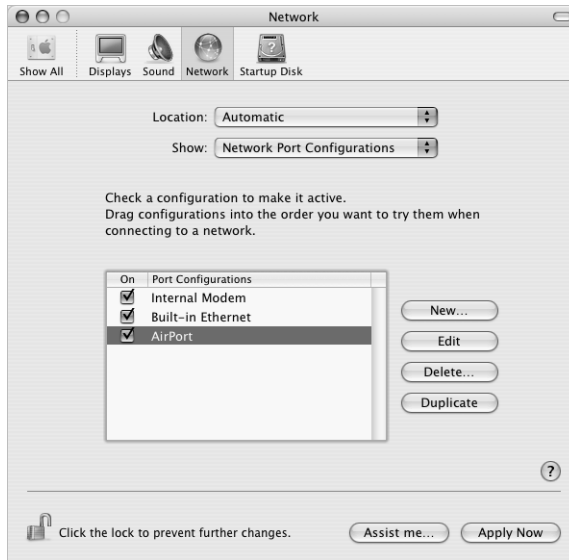 Network
Show All Displays Sound Network Startup Disk
Location: Automatic
Show: Network Port Configurations
Check a configuration to make it active.
Drag configurations into the order you want to try them when
connecting to a network.
On Port Configurations
Internal Modem
Built-in Ethernet
AirPort
New...
Edit
Delete...
Duplicate
?
Click the lock to prevent further changes. Assist me... Apply Now